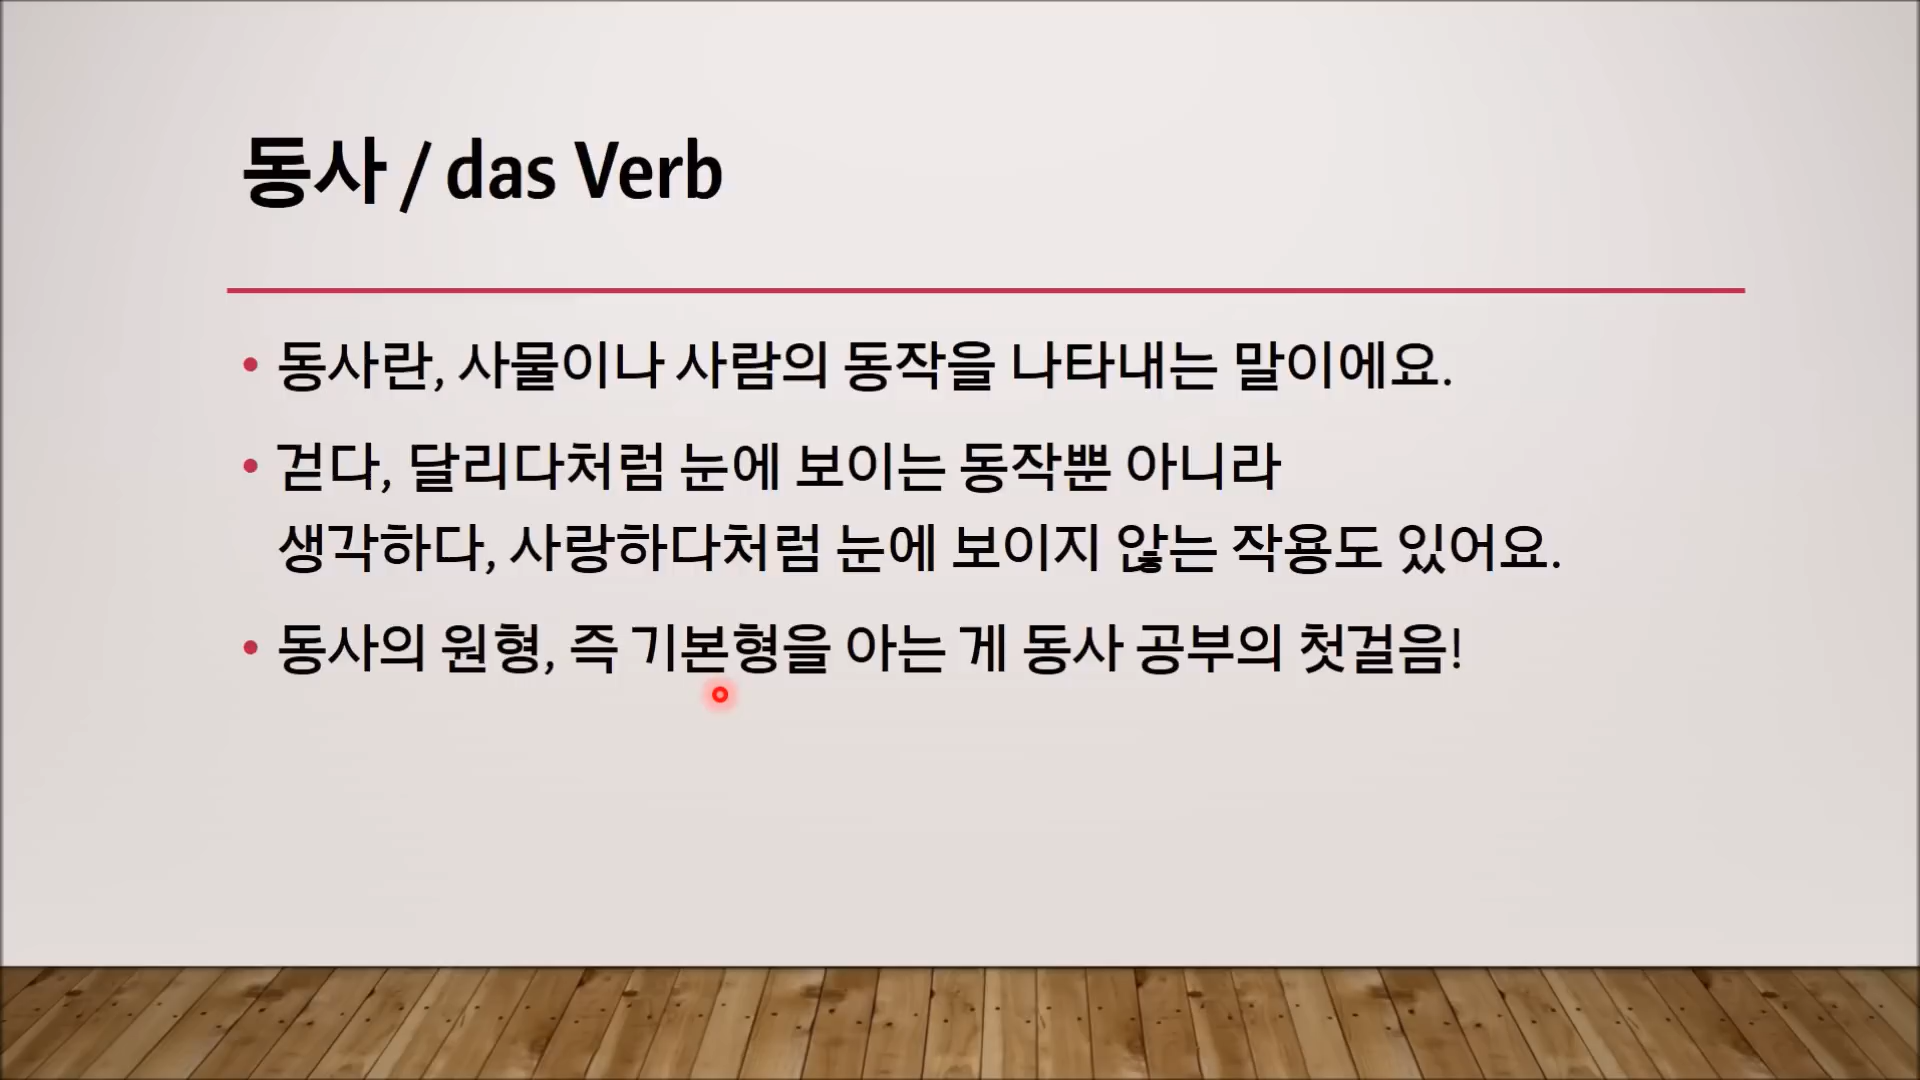 동사 / das Verb
• 동사란, 사물이나 사람의 동작을 나타내는 말이에요.
• 걷다, 달리다처럼 눈에 보이는 동작뿐 아니라
생각하다, 사랑하다처럼 눈에 보이지 않는 작용도 있어요.
• 동사의 원형, 즉 기본형을 아는 게 동사 공부의 첫걸음!